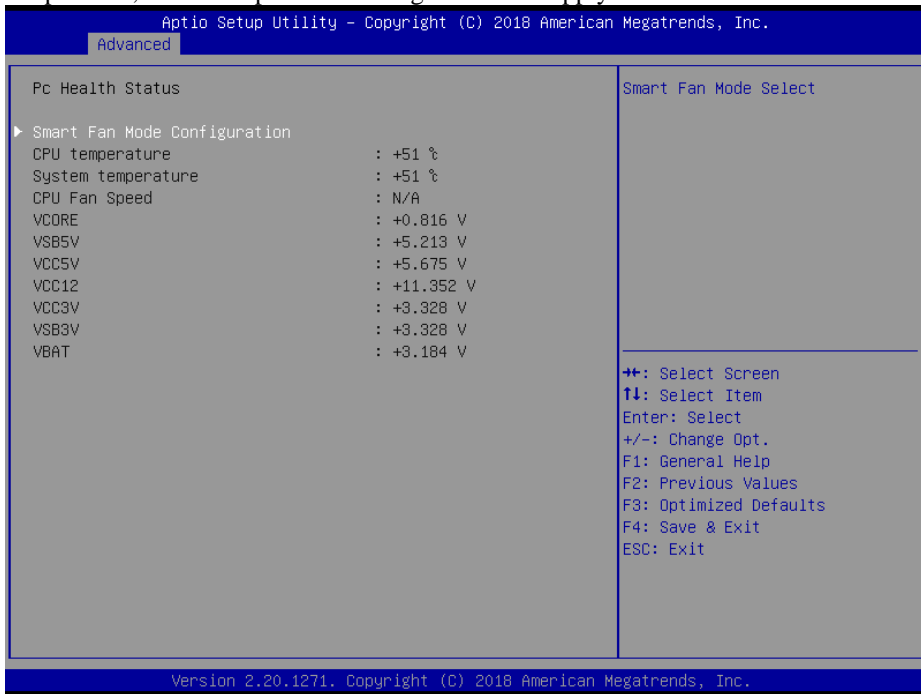 Aptio Setup Utility – Copyright (C) 2018 American Megatrends, Inc.
Advanced
Pc Health Status
Smart Fan Mode Configuration
CPU temperature : +51 ℃
System temperature : +51 ℃
CPU Fan Speed : N/A
VCORE : +0.816 V
VSB5V : +5.213 V
VCC5V : +5.675 V
VCC12 : +11.352 V
VCC3V : +3.328 V
VSB3V : +3.328 V
VBAT : +3.184 V
Smart Fan Mode Select
→←: Select Screen
↑↓: Select Item
Enter: Select
+/-: Change Opt.
F1: General Help
F2: Previous Values
F3: Optimized Defaults
F4: Save & Exit
ESC: Exit
Version 2.20.1271. Copyright (C) 2018 American Megatrends, Inc.